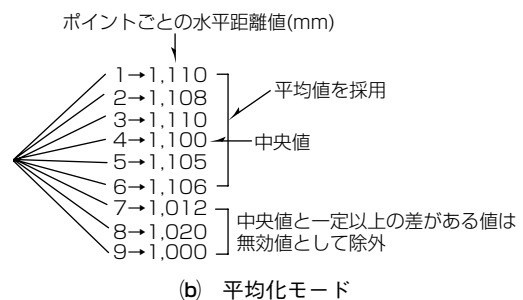 ポイントごとの水平距離値(mm)
1→1,110
2→1,108
3→1,110
4→1,100
5→1,105
6→1,106
7→1,012
8→1,020
9→1,000
平均値を採用
中央値
中央値と一定以上の差がある値は
無効値として除外
(b) 平均化モード